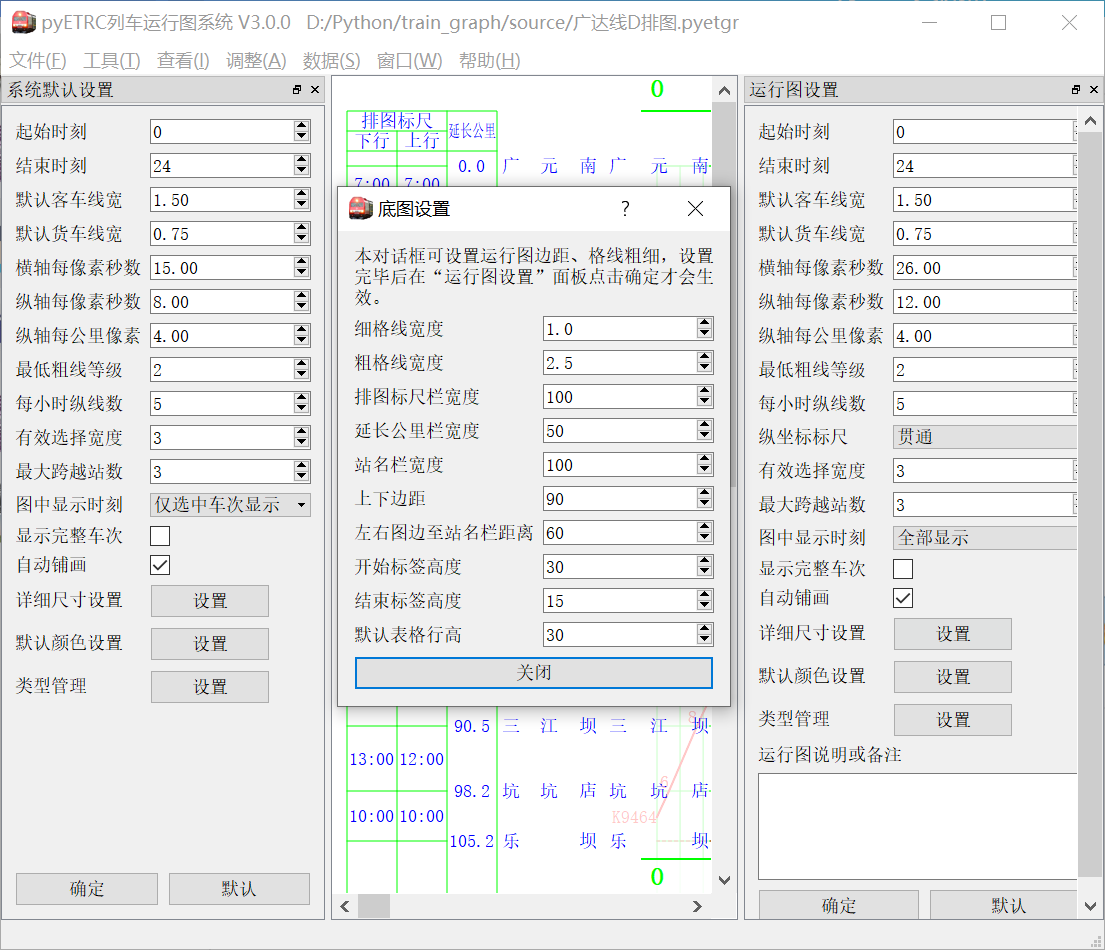 pyETRC列车运行图系统 V3.0.0   D:/Python/train_graph/source/广达线D排图.pyetgr
文件(F) 工具(T) 查看(I) 调整(A) 数据(S) 窗口(W) 帮助(H)
系统默认设置
起始时刻 0
结束时刻 24
默认客车线宽 1.50
默认货车线宽 0.75
横轴每像素秒数 15.00
纵轴每像素秒数 8.00
纵轴每公里像素 4.00
最低粗线等级 2
每小时纵线数 5
有效选择宽度 3
最大跨越站数 3
图中显示时刻 仅选中车次显示
显示完整车次
自动铺画
详细尺寸设置 设置
默认颜色设置 设置
类型管理 设置
确定 默认
0
排图标尺 延长公里
下行 上行
0.0 广 元 南 广 元 南
7:00 7:00
底图设置 ?
本对话框可设置运行图边距、格线粗细，设置
完毕后在“运行图设置”面板点击确定才会生
效。
细格线宽度 1.0
粗格线宽度 2.5
排图标尺栏宽度 100
延长公里栏宽度 50
站名栏宽度 100
上下边距 90
左右图边至站名栏距离 60
开始标签高度 30
结束标签高度 15
默认表格行高 30
关闭
90.5 三 江 坝 三 江 坝
8
13:00 12:00
6
98.2 坑 坑 店 坑 坑 店
10:00 10:00 K9464
105.2 乐 坝 乐 坝
0
运行图设置
起始时刻 0
结束时刻 24
默认客车线宽 1.50
默认货车线宽 0.75
横轴每像素秒数 26.00
纵轴每像素秒数 12.00
纵轴每公里像素 4.00
最低粗线等级 2
每小时纵线数 5
纵坐标标尺 贯通
有效选择宽度 3
最大跨越站数 3
图中显示时刻 全部显示
显示完整车次
自动铺画
详细尺寸设置 设置
默认颜色设置 设置
类型管理 设置
运行图说明或备注
确定 默认